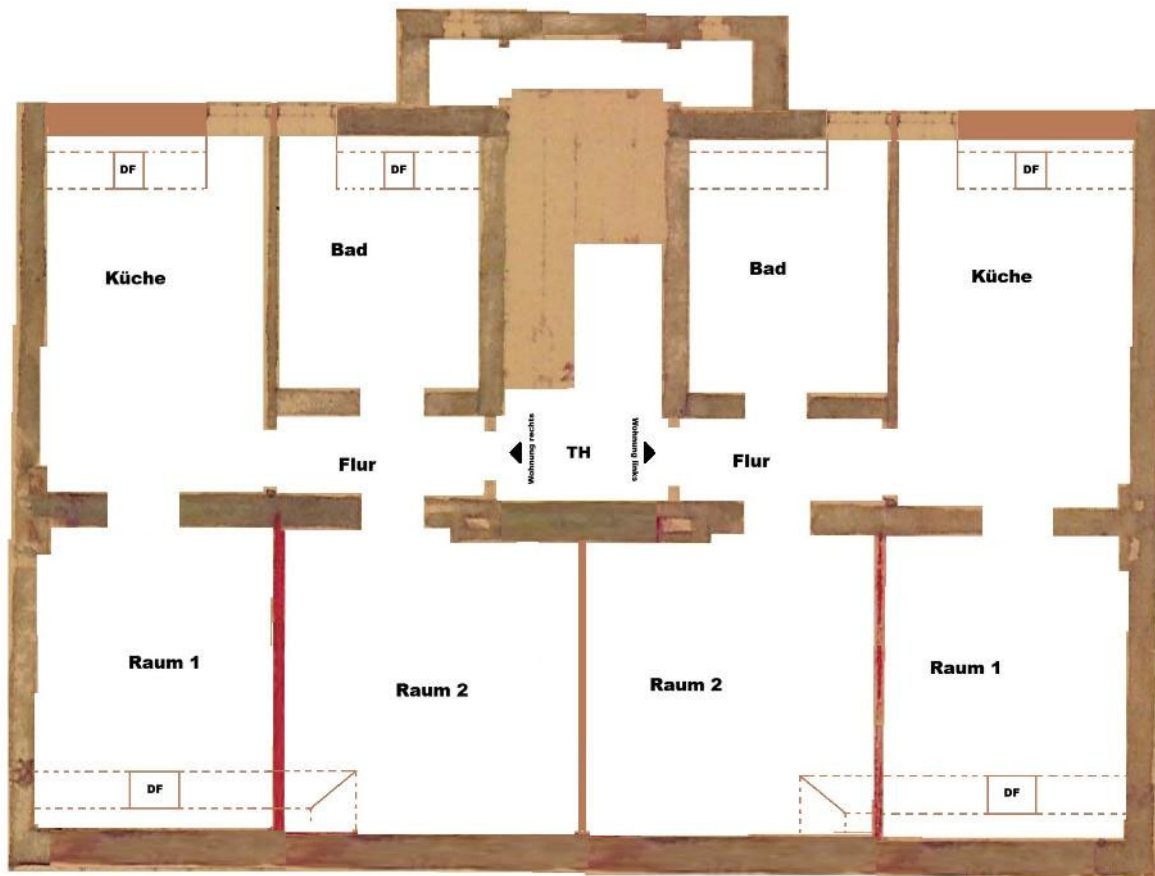 DF
DF
DF
Bad
Bad
Küche
Küche
Wohnung rechts
Wohnung links
Flur
TH
Flur
Raum 1
Raum 2
Raum 2
Raum 1
DF
DF